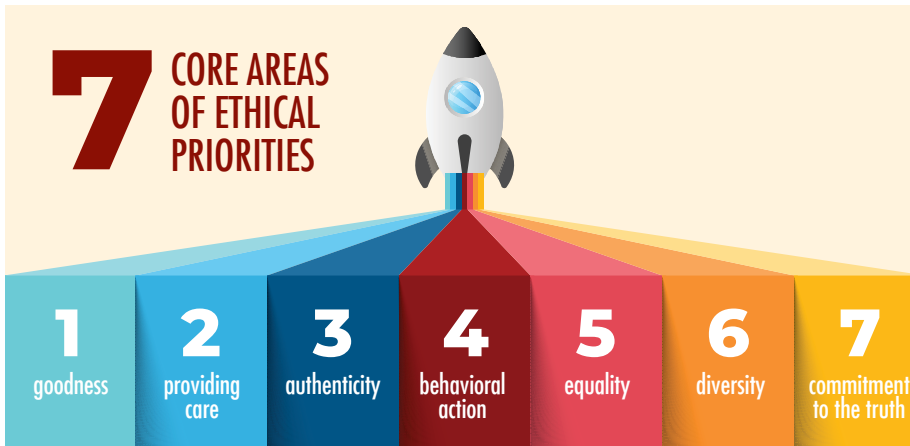 7
CORE AREAS
OF ETHICAL
PRIORITIES
1
goodness
2
providing
care
3
authenticity
4
behavioral
action
5
equality
6
diversity
7
commitment
to the truth